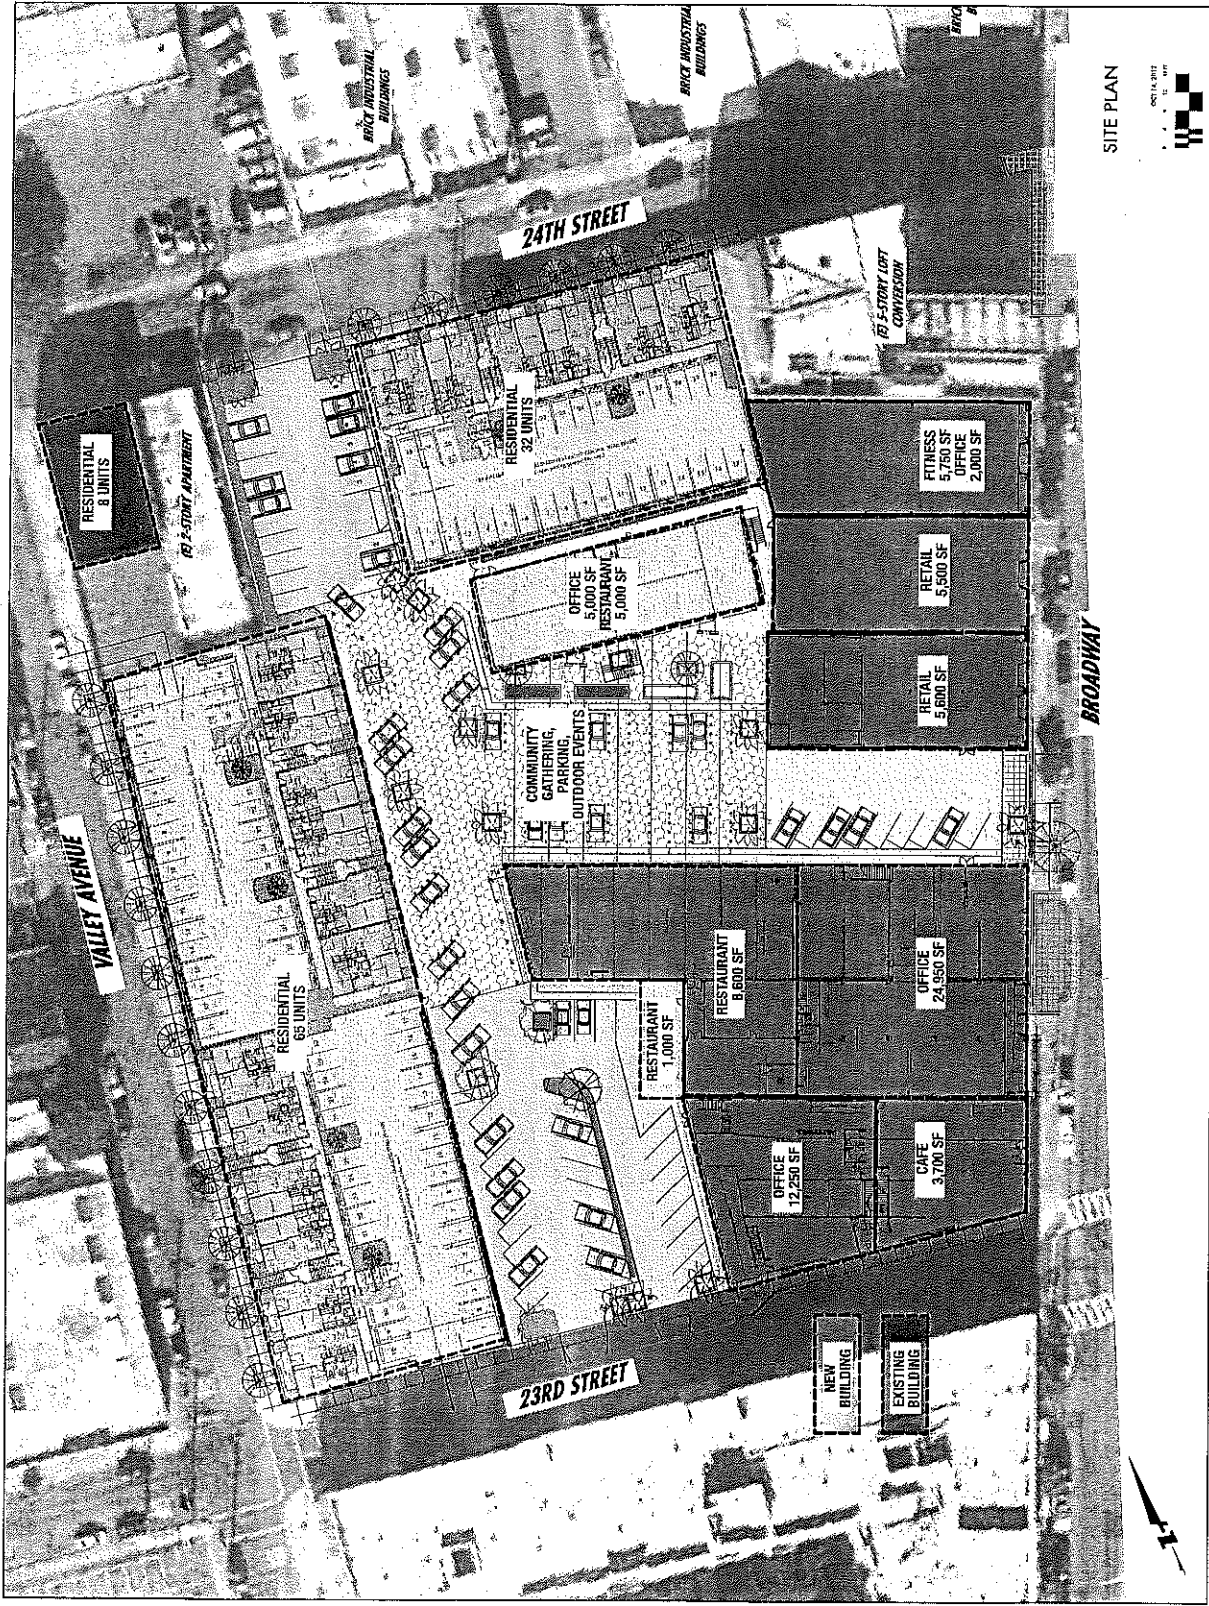 SITE PLAN
OCT 14, 2012
BRICK INDUSTRIAL
BUILDINGS
BRICK INDUSTRIAL
BUILDINGS
24TH STREET
(E) 5-STORY LOFT
CONVERSION
RESIDENTIAL
8 UNITS
(E) 2-STORY APARTMENT
RESIDENTIAL
32 UNITS
FITNESS
5,750 SF
OFFICE
2,000 SF
OFFICE
5,000 SF
RESTAURANT
5,000 SF
RETAIL
5,500 SF
RETAIL
5,600 SF
BROADWAY
COMMUNITY
GATHERING,
PARKING,
OUTDOOR EVENTS
VALLEY AVENUE
RESIDENTIAL
65 UNITS
RESTAURANT
8,600 SF
OFFICE
24,950 SF
RESTAURANT
1,000 SF
OFFICE
12,250 SF
CAFE
3,700 SF
23RD STREET
NEW
BUILDING
EXISTING
BUILDING